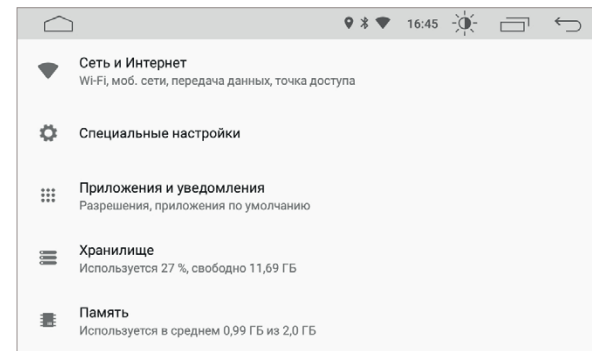 16:45
Сеть и Интернет
Wi-Fi, моб. сети, передача данных, точка доступа
Специальные настройки
Приложения и уведомления
Разрешения, приложения по умолчанию
Хранилище
Используется 27 %, свободно 11,69 ГБ
Память
Используется в среднем 0,99 ГБ из 2,0 ГБ